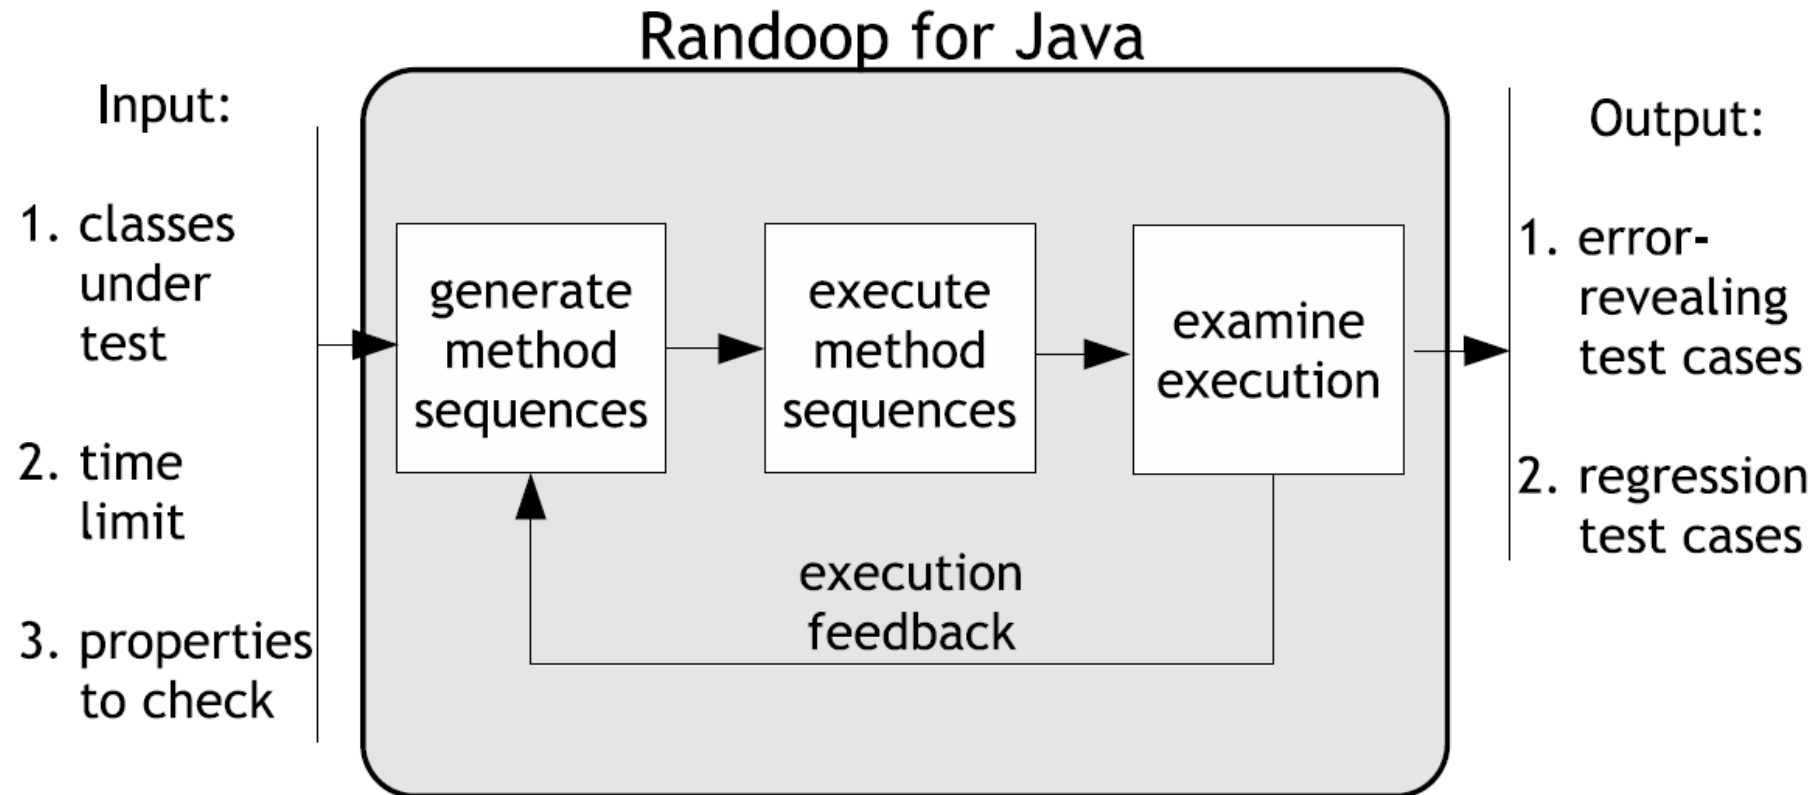 Randoop for Java
Input:
1. classes
under
test
2. time
limit
3. properties
to check
generate
method
sequences
execute
method
sequences
examine
execution
execution
feedback
Output:
1. error-
revealing
test cases
2. regression
test cases